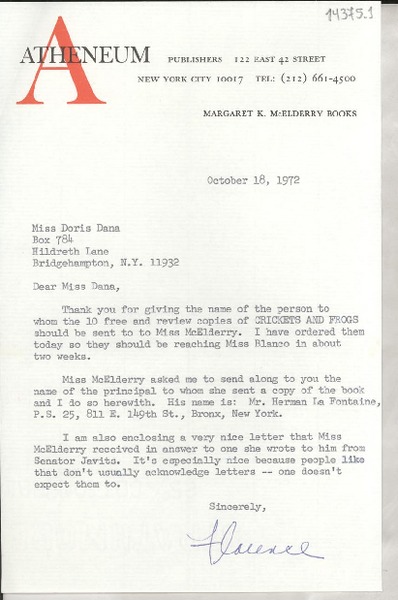 14375.1
ATHENEUM PUBLISHERS 122 EAST 42 STREET
NEW YORK CITY 10017 TEL: (212) 661-4500
MARGARET K. McELDERRY BOOKS
October 18, 1972
Miss Doris Dana
Box 784
Hildreth Lane
Bridgehampton, N.Y. 11932
Dear Miss Dana,
Thank you for giving the name of the person to
whom the 10 free and review copies of CRICKETS AND FROGS
should be sent to to Miss McElderry. I have ordered them
today so they should be reaching Miss Blanco in about
two weeks.
Miss McElderry asked me to send along to you the
name of the principal to whom she sent a copy of the book
and I do so herewith. His name is: Mr. Herman La Fontaine,
P.S. 25, 811 E. 149th St., Bronx, New York.
I am also enclosing a very nice letter that Miss
McElderry received in answer to one she wrote to him from
Senator Javits. It's especially nice because people like
that don't usually acknowledge letters -- one doesn't
expect them to.
Sincerely,
Florence